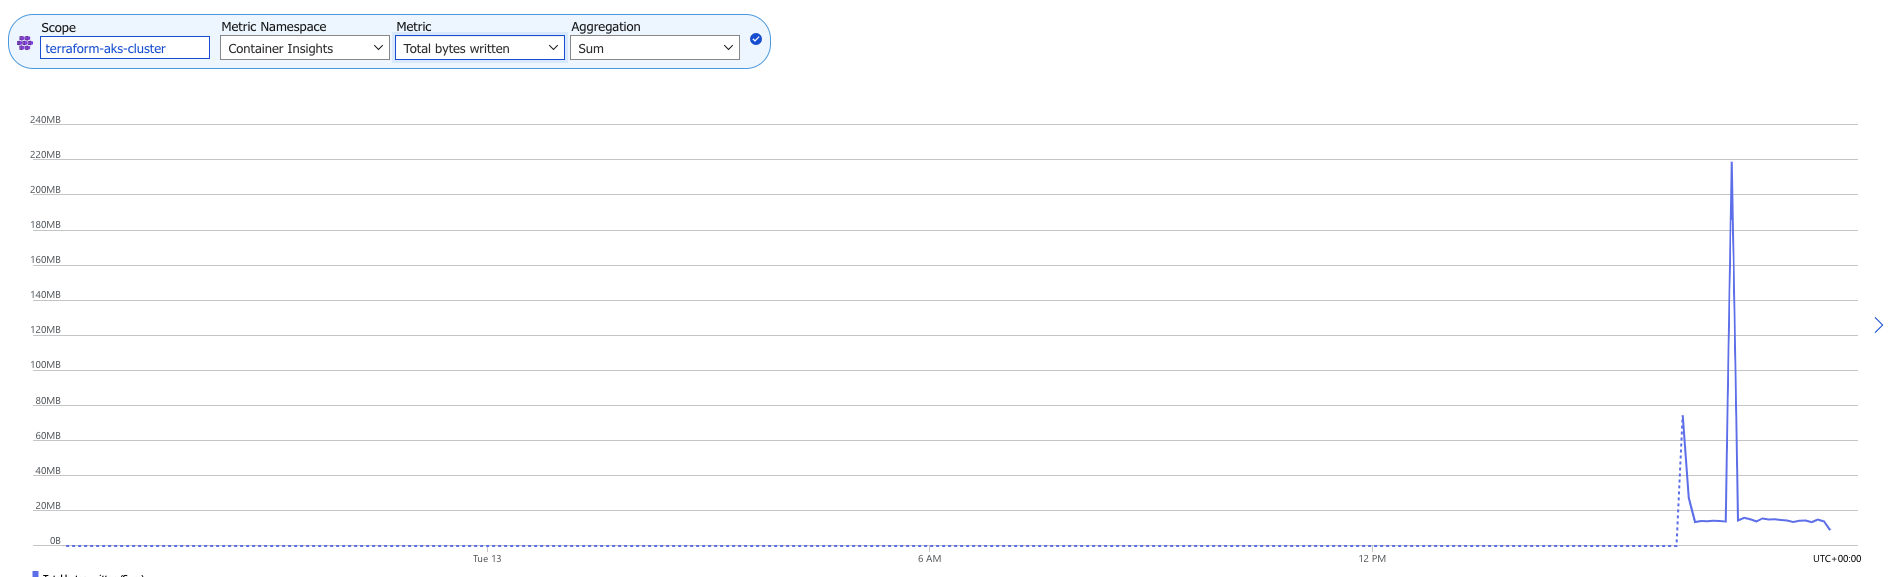 Scope Metric Namespace Metric Aggregation
terraform-aks-cluster Container Insights Total bytes written Sum
240MB
220MB
200MB
180MB
160MB
140MB
120MB
100MB
80MB
60MB
40MB
20MB
0B
Tue 13 6 AM 12 PM UTC+00:00